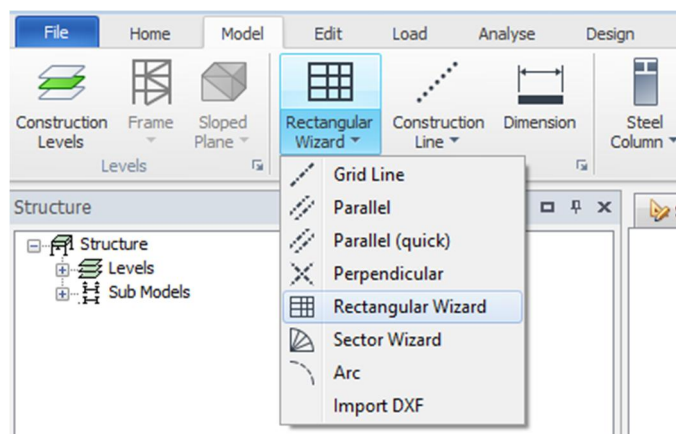 File Home Model Edit Load Analyse Design
Construction Levels
Frame
Sloped Plane
Rectangular Wizard
Construction Line
Dimension
Steel Column
Levels
Grid Line
Parallel
Parallel (quick)
Perpendicular
Rectangular Wizard
Sector Wizard
Arc
Import DXF
Structure
Structure
Levels
Sub Models